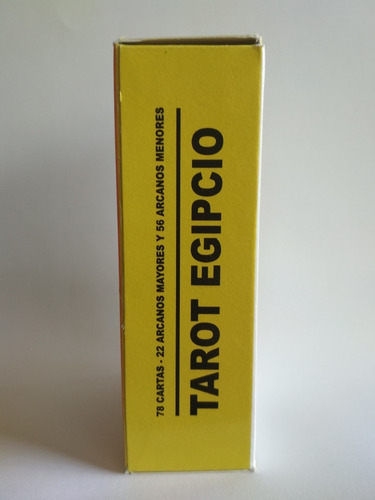 78 CARTAS - 22 ARCANOS MAYORES Y 56 ARCANOS MENORES
TAROT EGIPCIO